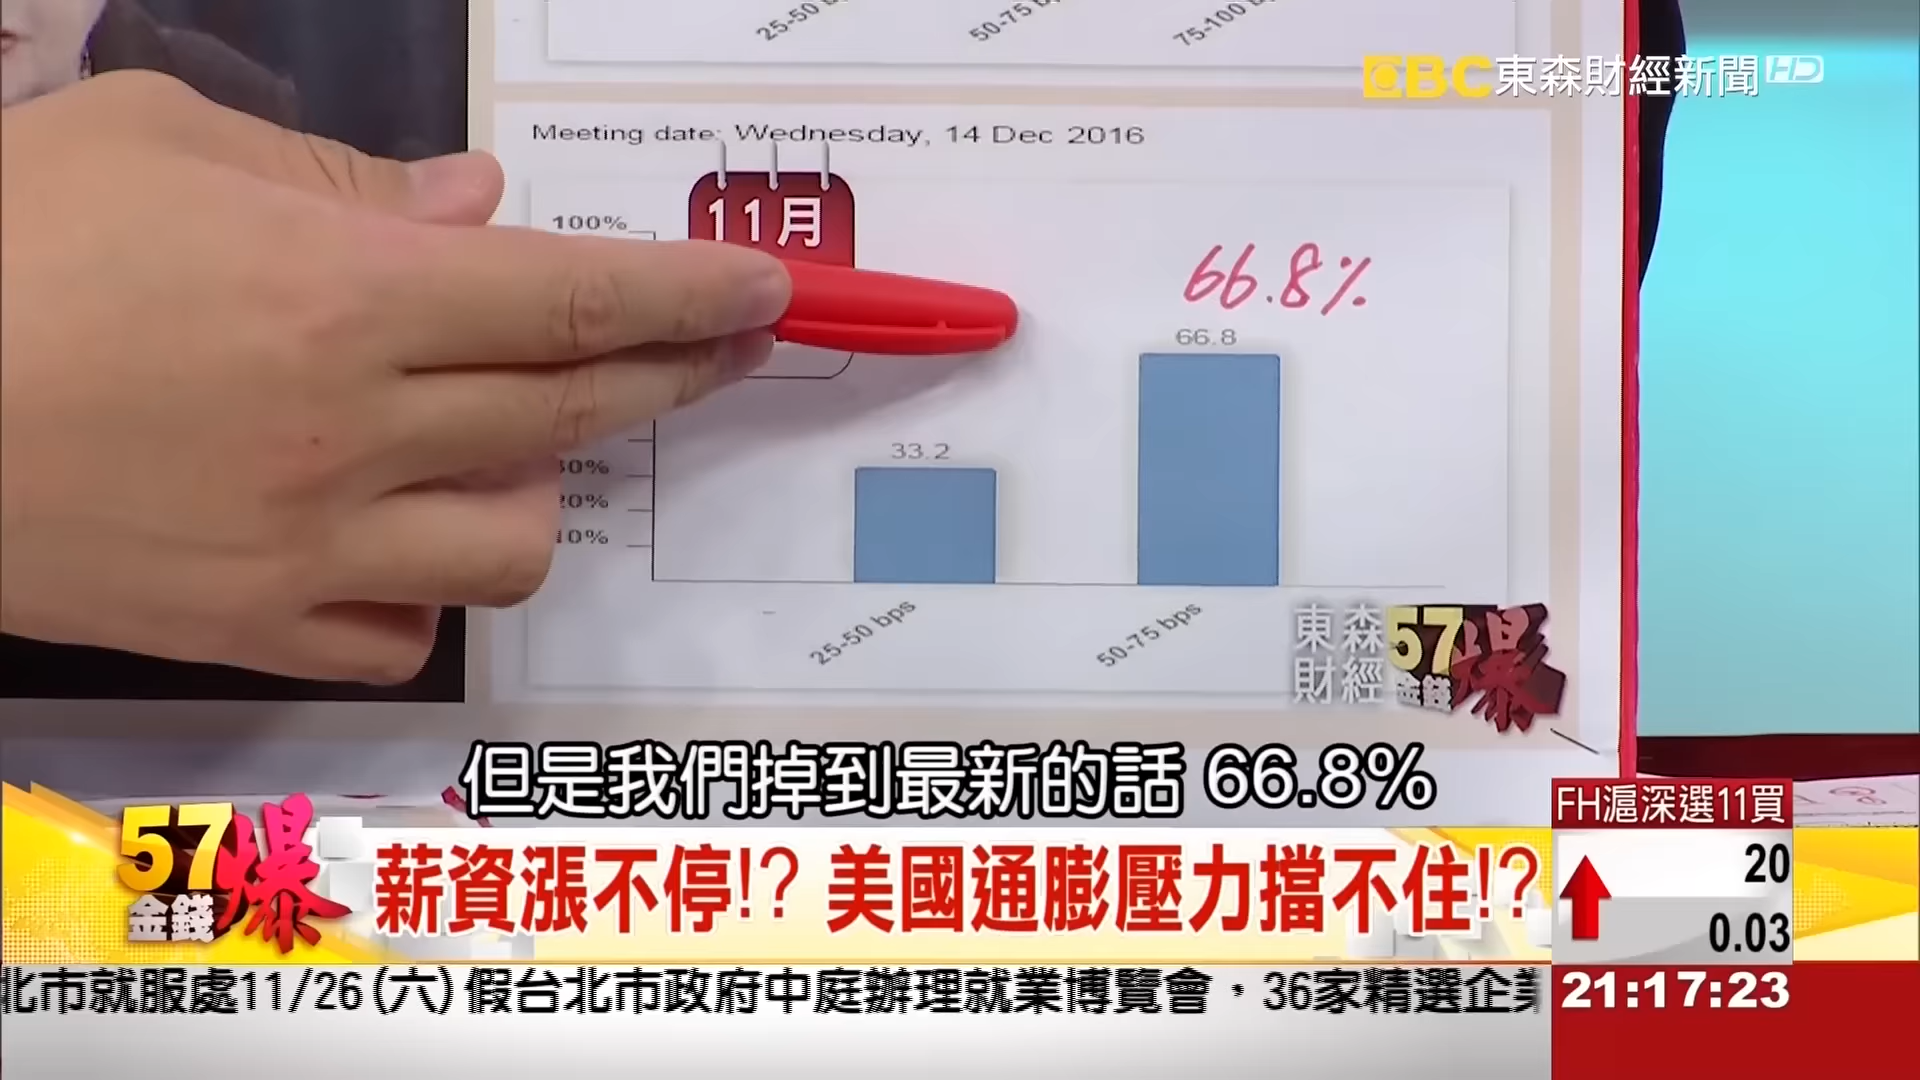 25-50 b
50-75
75-100
EBC東森財經新聞HD
Meeting date: Wednesday, 14 Dec 2016
11月
100%
66.8%
66.8
33.2
20%
10%
25-50 bps
50-75 bps
東森財經
57金錢爆
但是我們掉到最新的話 66.8%
57金錢爆
薪資漲不停!? 美國通膨壓力擋不住!?
FH滬深選11買
20
0.03
北市就服處11/26(六)假台北市政府中庭辦理就業博覽會，36家精選企業
21:17:23